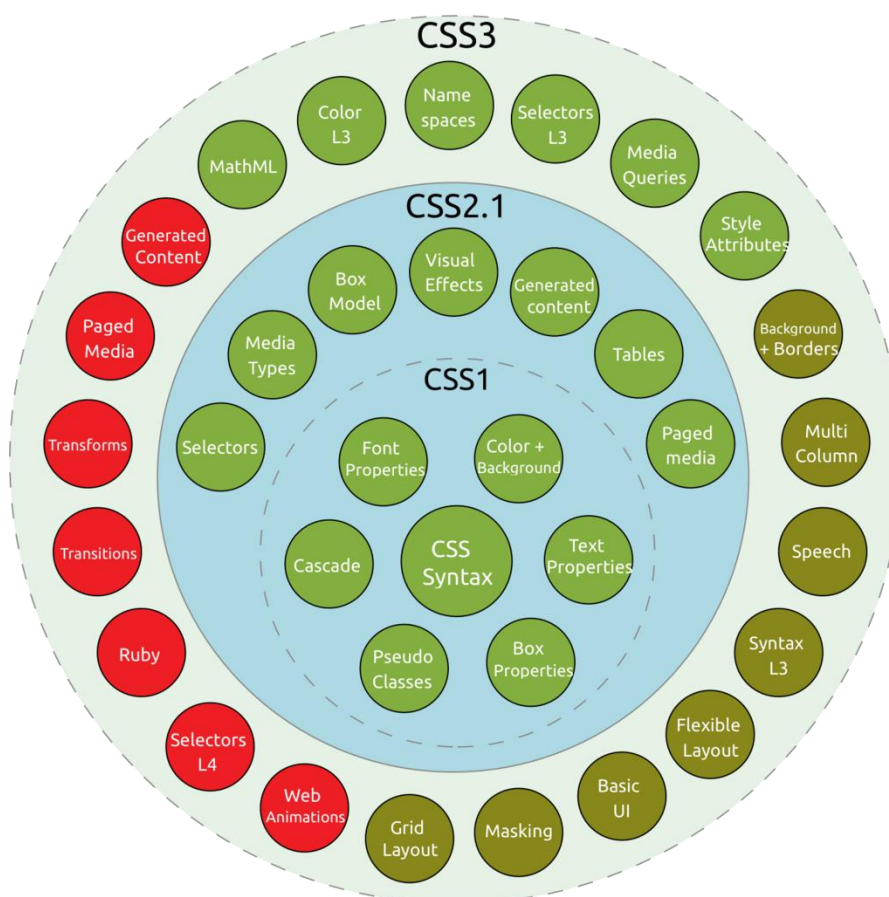 CSS3
Name
spaces
Selectors
L3
Media
Queries
Style
Attributes
Background
+ Borders
Multi
Column
Speech
Syntax
L3
Flexible
Layout
Basic
UI
Masking
Grid
Layout
Web
Animations
Selectors
L4
Ruby
Transitions
Transforms
Paged
Media
Generated
Content
MathML
Color
L3
CSS2.1
Selectors
Media
Types
Box
Model
Visual
Effects
Generated
content
Tables
Paged
media
CSS1
Font
Properties
Color +
Background
Cascade
CSS
Syntax
Text
Properties
Pseudo
Classes
Box
Properties